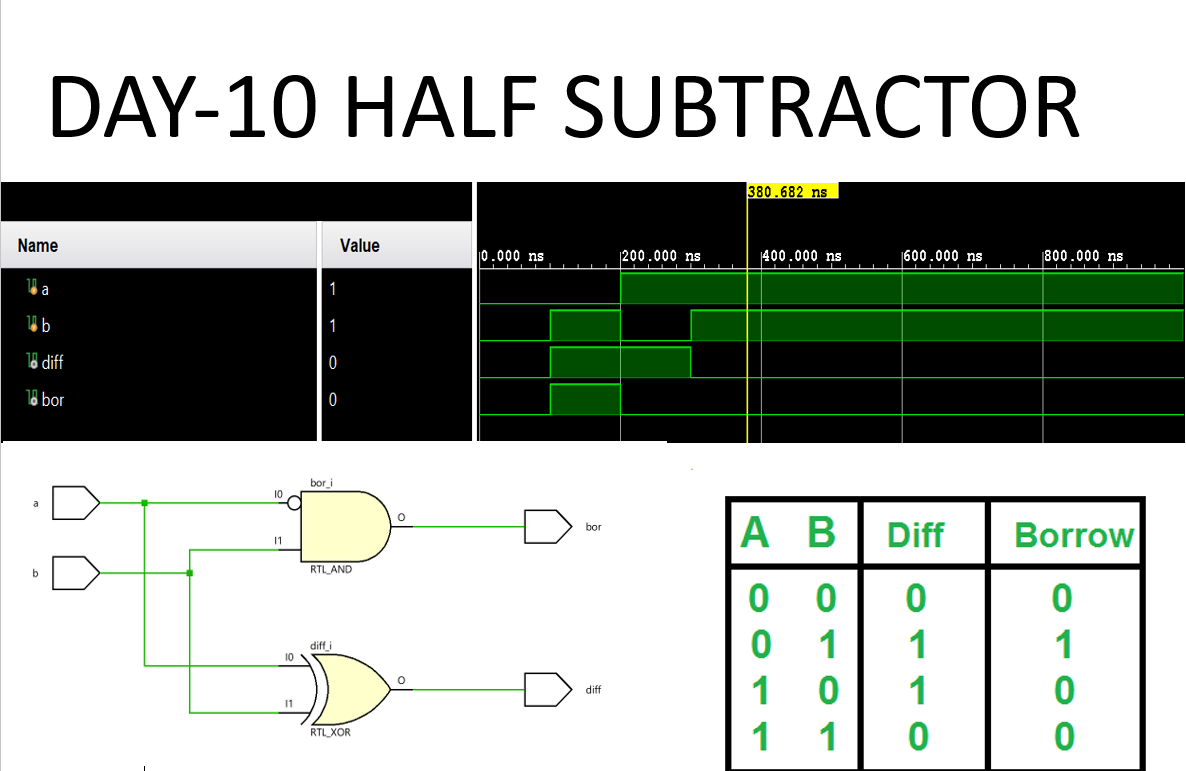 DAY-10 HALF SUBTRACTOR
380.682 ns
Name Value
0.000 ns 200.000 ns 400.000 ns 600.000 ns 800.000 ns
a 1
b 1
diff 0
bor 0
bor_i
a I0
O bor
I1
RTL_AND
b
diff_i
I0
O diff
I1
RTL_XOR
A B Diff Borrow
0 0 0 0
0 1 1 1
1 0 1 0
1 1 0 0